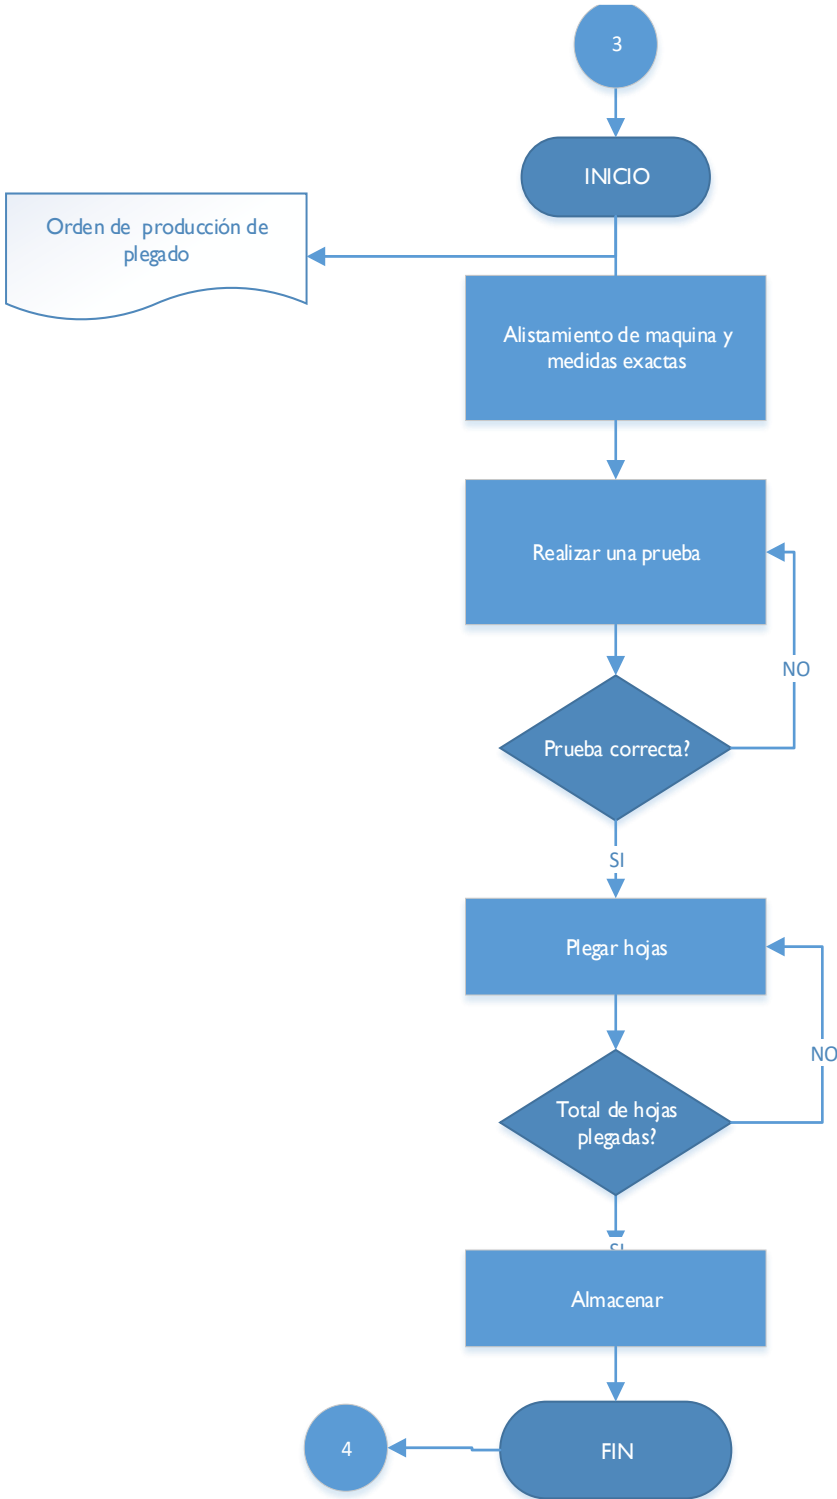 3
INICIO
Orden de producción de
plegado
Alistamiento de maquina y
medidas exactas
Realizar una prueba
NO
Prueba correcta?
SI
Plegar hojas
NO
Total de hojas
plegadas?
SI
Almacenar
4
FIN